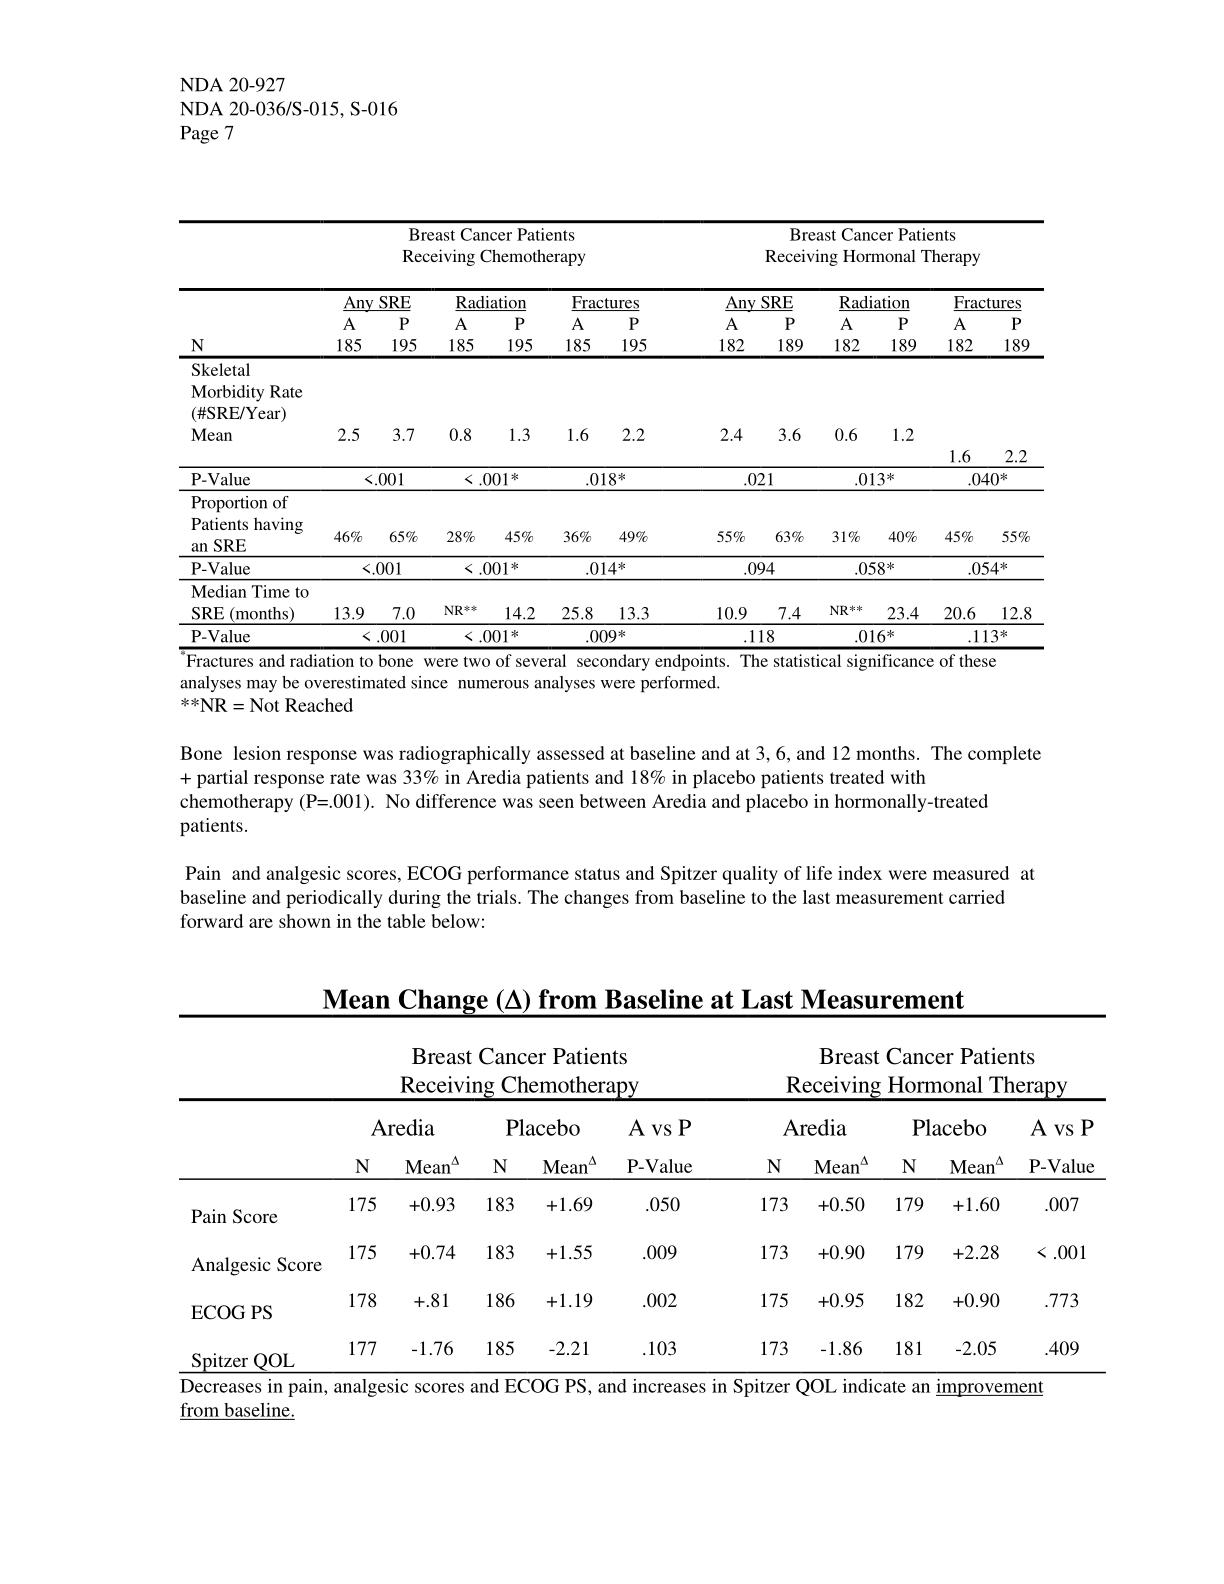 NDA 20-927
NDA 20-036/S-015, S-016
Page 7
Breast Cancer Patients Breast Cancer Patients
Receiving Chemotherapy Receiving Hormonal Therapy
Any SRE Radiation Fractures Any SRE Radiation Fractures
A P A P A P A P A P A P
N 185 195 185 195 185 195 182 189 182 189 182 189
Skeletal
Morbidity Rate
(#SRE/Year)
Mean 2.5 3.7 0.8 1.3 1.6 2.2 2.4 3.6 0.6 1.2
1.6 2.2
P-Value <.001 < .001* .018* .021 .013* .040*
Proportion of
Patients having
an SRE 46% 65% 28% 45% 36% 49% 55% 63% 31% 40% 45% 55%
P-Value <.001 < .001* .014* .094 .058* .054*
Median Time to
SRE (months) 13.9 7.0 NR** 14.2 25.8 13.3 10.9 7.4 NR** 23.4 20.6 12.8
P-Value < .001 < .001* .009* .118 .016* .113*
*Fractures and radiation to bone were two of several secondary endpoints. The statistical significance of these
analyses may be overestimated since numerous analyses were performed.
**NR = Not Reached
Bone lesion response was radiographically assessed at baseline and at 3, 6, and 12 months. The complete
+ partial response rate was 33% in Aredia patients and 18% in placebo patients treated with
chemotherapy (P=.001). No difference was seen between Aredia and placebo in hormonally-treated
patients.
Pain and analgesic scores, ECOG performance status and Spitzer quality of life index were measured at
baseline and periodically during the trials. The changes from baseline to the last measurement carried
forward are shown in the table below:
Mean Change (Δ) from Baseline at Last Measurement
Breast Cancer Patients Breast Cancer Patients
Receiving Chemotherapy Receiving Hormonal Therapy
Aredia Placebo A vs P Aredia Placebo A vs P
N MeanΔ N MeanΔ P-Value N MeanΔ N MeanΔ P-Value
Pain Score 175 +0.93 183 +1.69 .050 173 +0.50 179 +1.60 .007
Analgesic Score 175 +0.74 183 +1.55 .009 173 +0.90 179 +2.28 < .001
ECOG PS 178 +.81 186 +1.19 .002 175 +0.95 182 +0.90 .773
Spitzer QOL 177 -1.76 185 -2.21 .103 173 -1.86 181 -2.05 .409
Decreases in pain, analgesic scores and ECOG PS, and increases in Spitzer QOL indicate an improvement
from baseline.